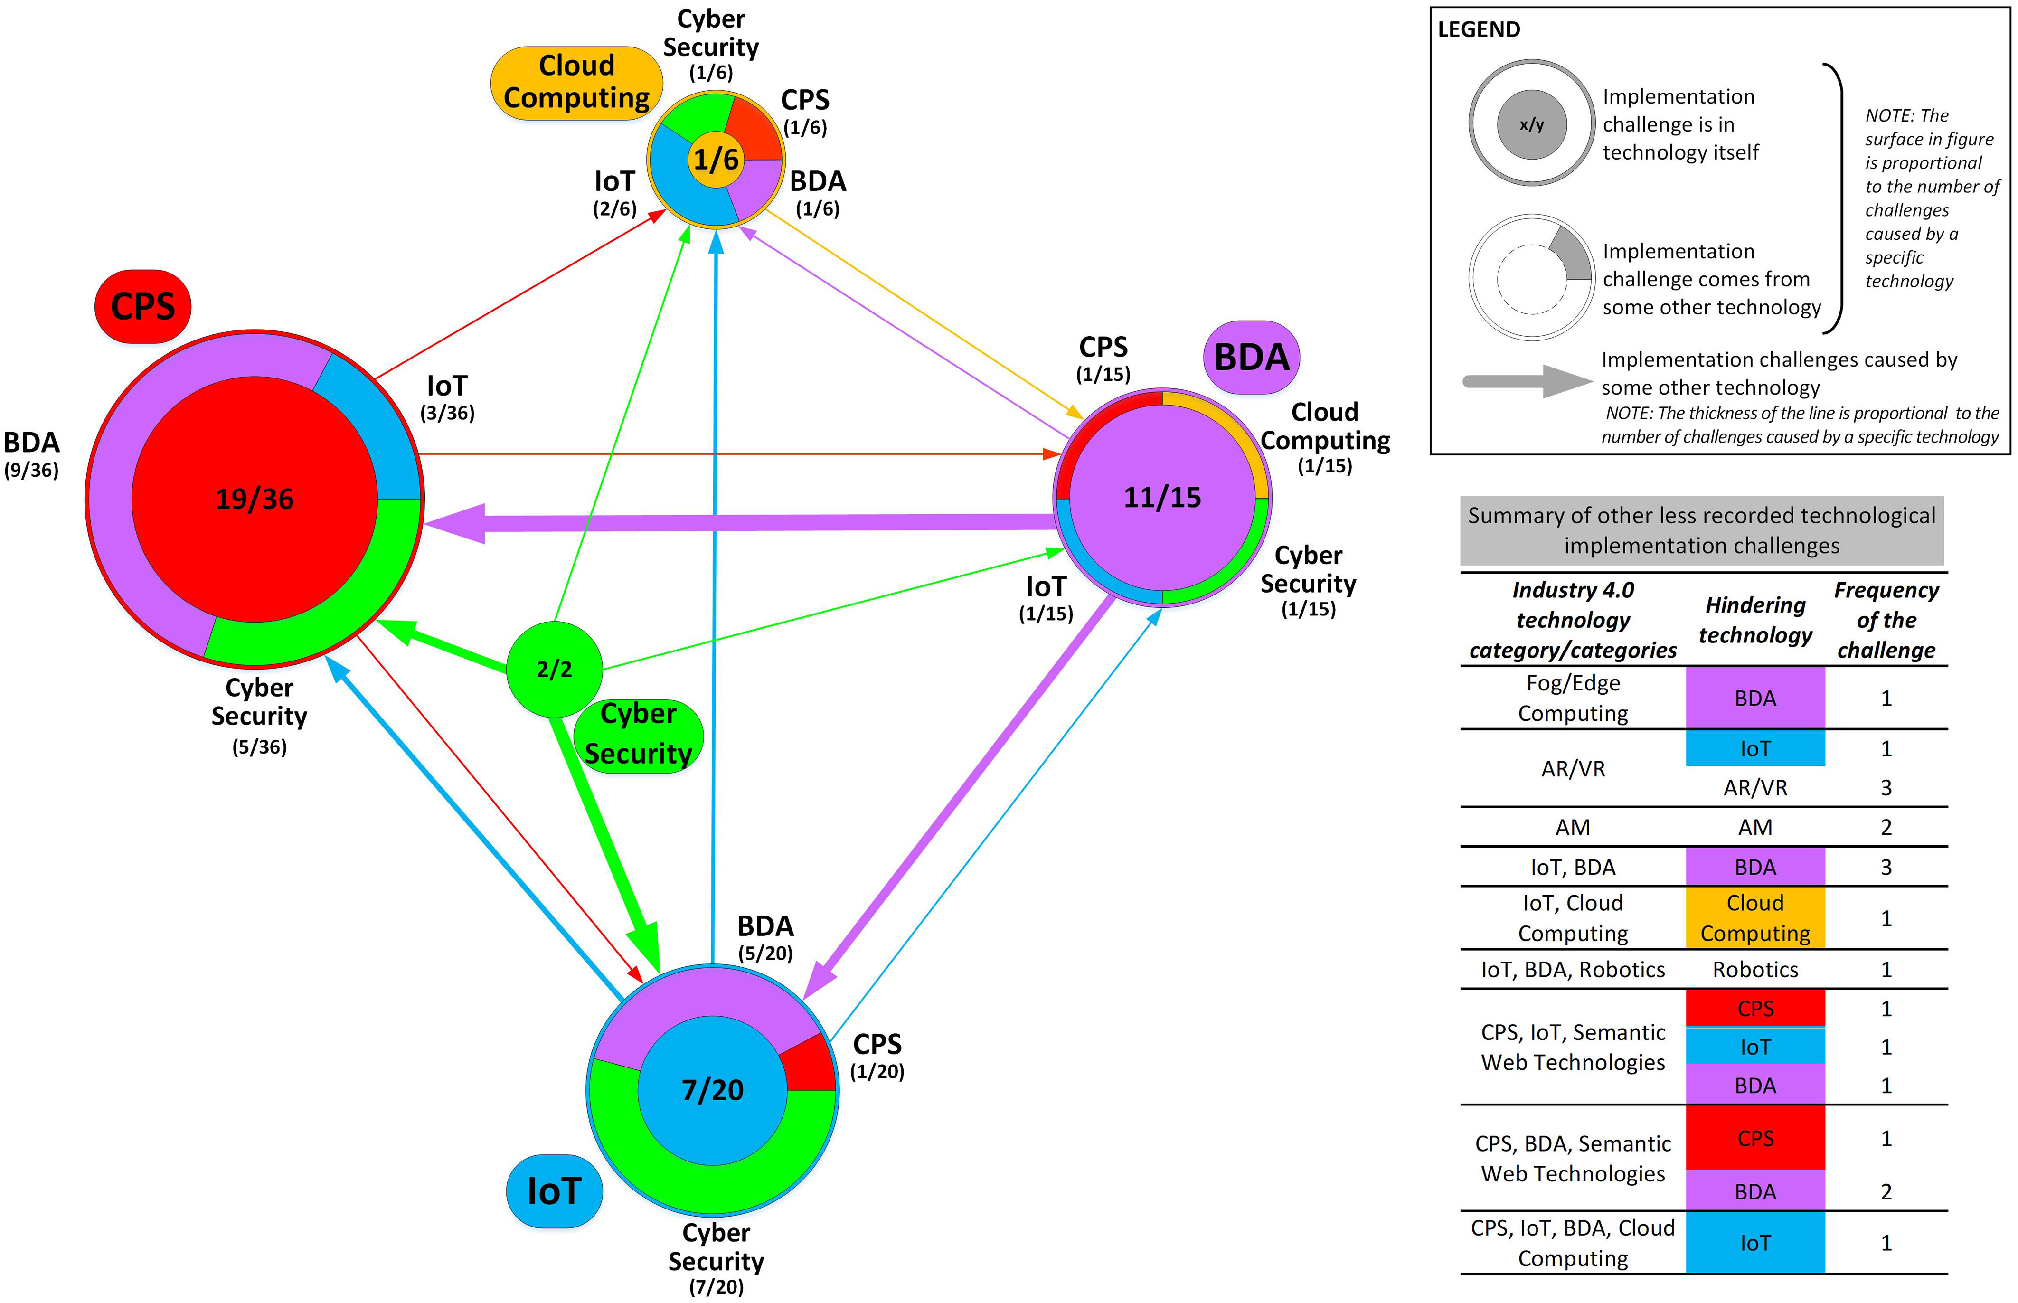 Cyber
Security
(1/6)
Cloud
Computing
CPS
(1/6)
1/6
IoT
(2/6)
BDA
(1/6)
CPS
IoT
(3/36)
BDA
(9/36)
19/36
Cyber
Security
(5/36)
CPS
(1/15)
BDA
Cloud
Computing
(1/15)
11/15
IoT
(1/15)
Cyber
Security
(1/15)
2/2
Cyber
Security
BDA
(5/20)
CPS
(1/20)
7/20
IoT
Cyber
Security
(7/20)
LEGEND
x/y
Implementation
challenge is in
technology itself
Implementation
challenge comes from
some other technology
NOTE: The
surface in figure
is proportional
to the number of
challenges
caused by a
specific
technology
Implementation challenges caused by
some other technology
NOTE: The thickness of the line is proportional to the
number of challenges caused by a specific technology
Summary of other less recorded technological
implementation challenges
Industry 4.0
technology
category/categories
Hindering
technology
Frequency
of the
challenge
Fog/Edge
Computing
BDA
1
AR/VR
IoT
1
AR/VR
3
AM
AM
2
IoT, BDA
BDA
3
IoT, Cloud
Computing
Cloud
Computing
1
IoT, BDA, Robotics
Robotics
1
CPS, IoT, Semantic
Web Technologies
CPS
1
IoT
1
BDA
1
CPS, BDA, Semantic
Web Technologies
CPS
1
BDA
2
CPS, IoT, BDA, Cloud
Computing
IoT
1